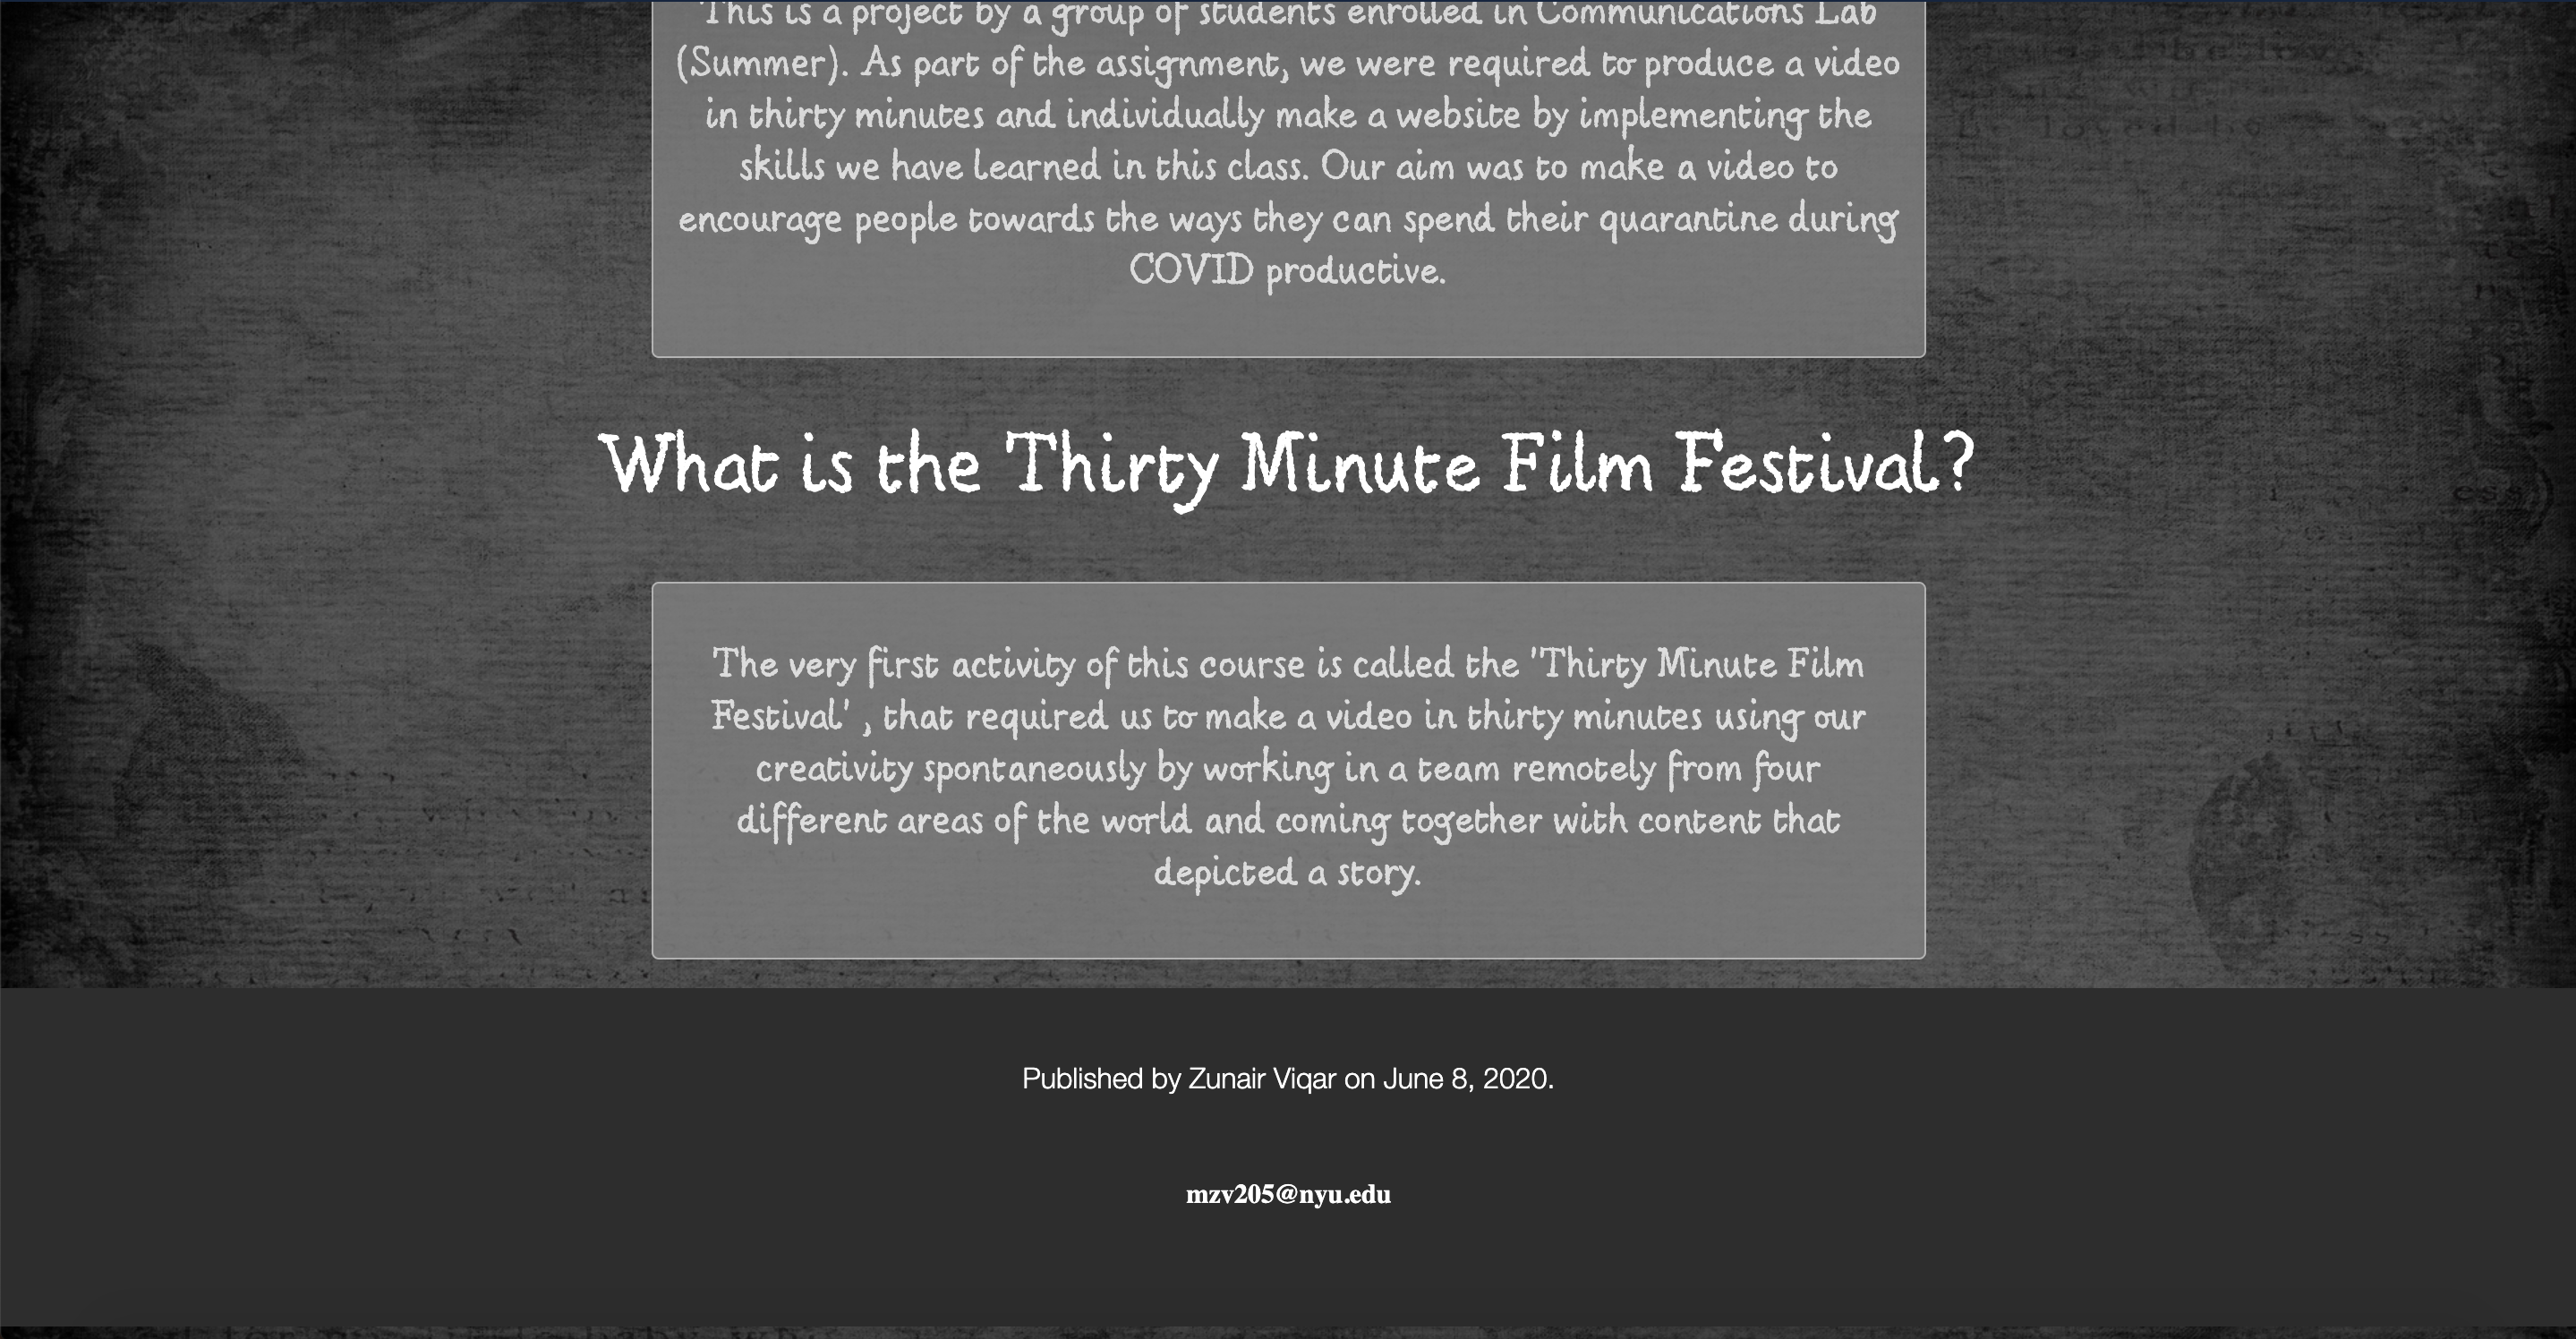 This is a project by a group of students enrolled in Communications Lab
(Summer). As part of the assignment, we were required to produce a video
in thirty minutes and individually make a website by implementing the
skills we have learned in this class. Our aim was to make a video to
encourage people towards the ways they can spend their quarantine during
COVID productive.
What is the Thirty Minute Film Festival?
The very first activity of this course is called the 'Thirty Minute Film
Festival' , that required us to make a video in thirty minutes using our
creativity spontaneously by working in a team remotely from four
different areas of the world and coming together with content that
depicted a story.
Published by Zunair Viqar on June 8, 2020.
mzv205@nyu.edu